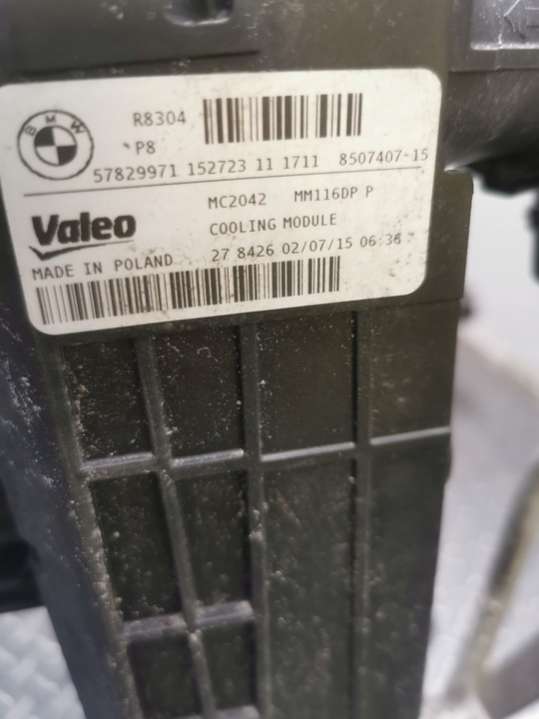 BMW
R8304
P8
57829971 152723 11 1711 8507407-15
Valeo
MC2042 MM116DP P
COOLING MODULE
MADE IN POLAND
27 8426 02/07/15 06:36